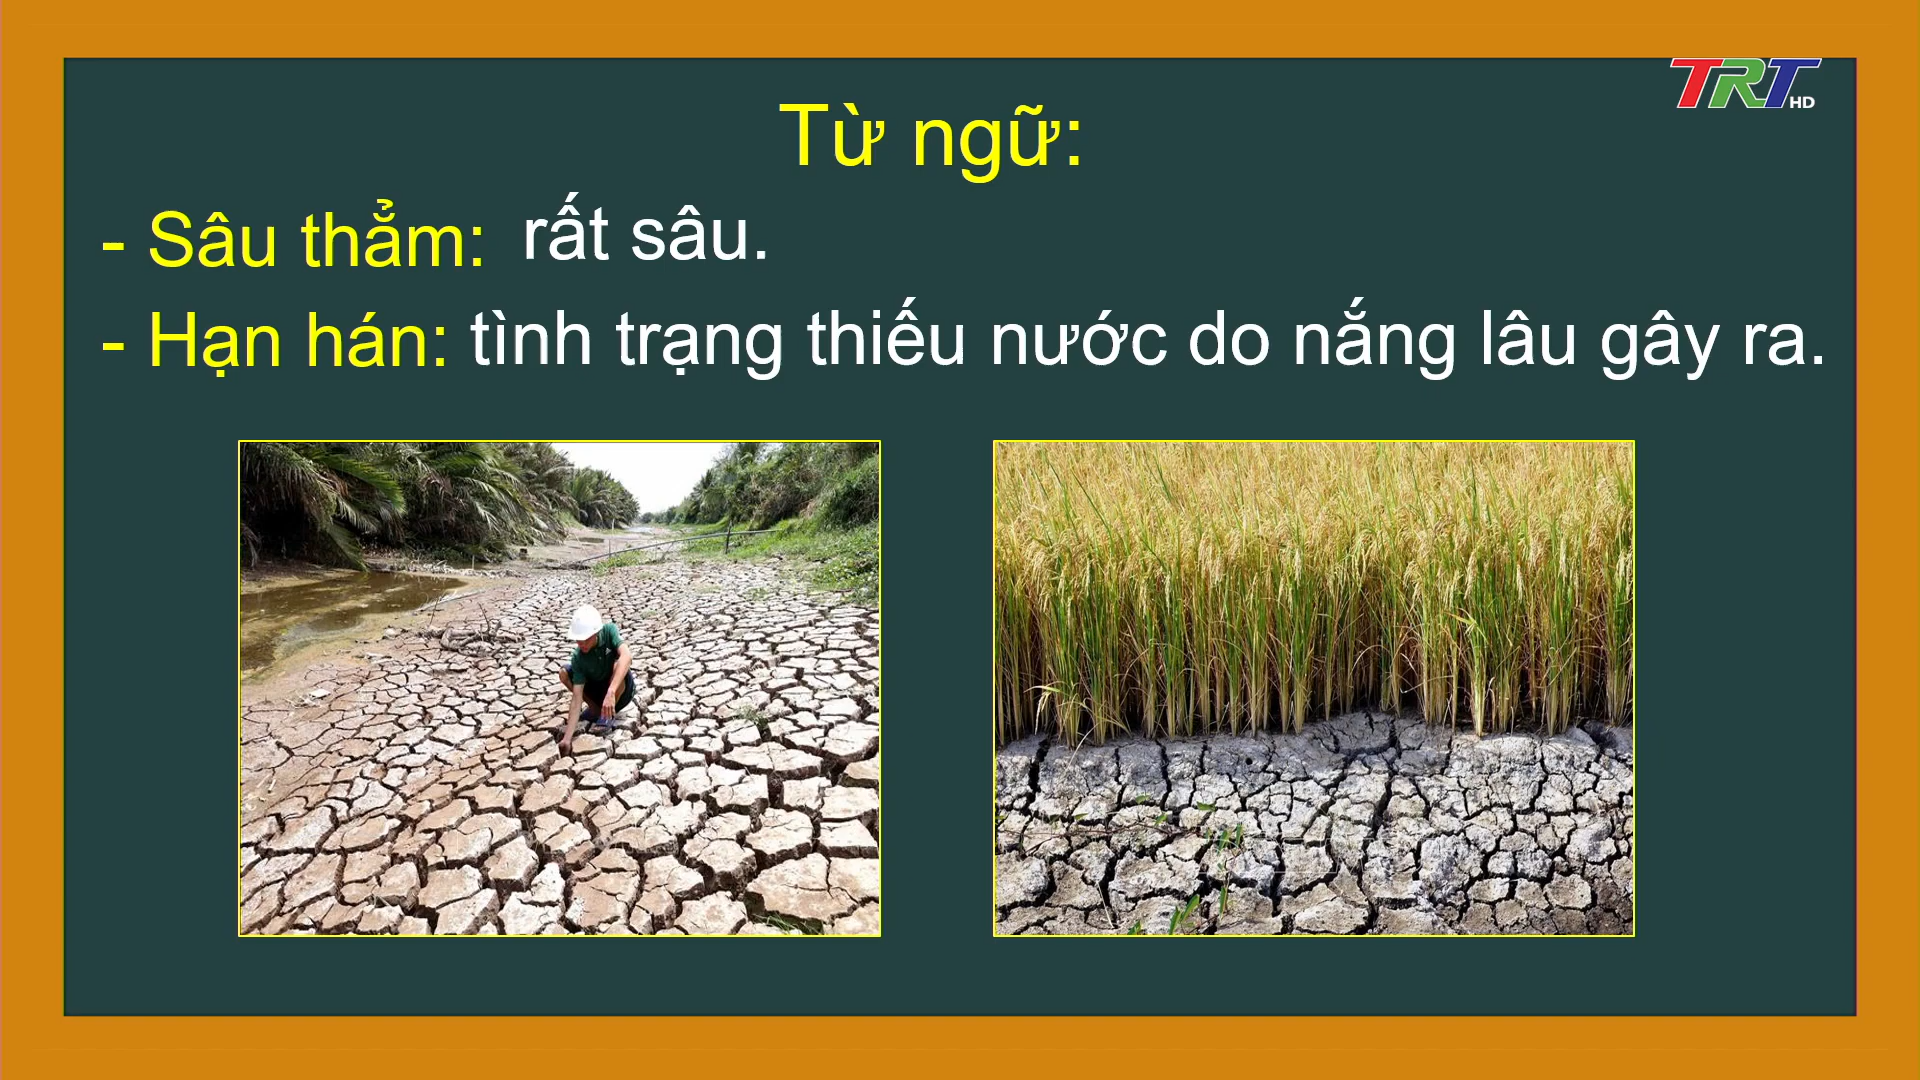 TRT HD
Từ ngữ:
- Sâu thẳm: rất sâu.
- Hạn hán: tình trạng thiếu nước do nắng lâu gây ra.